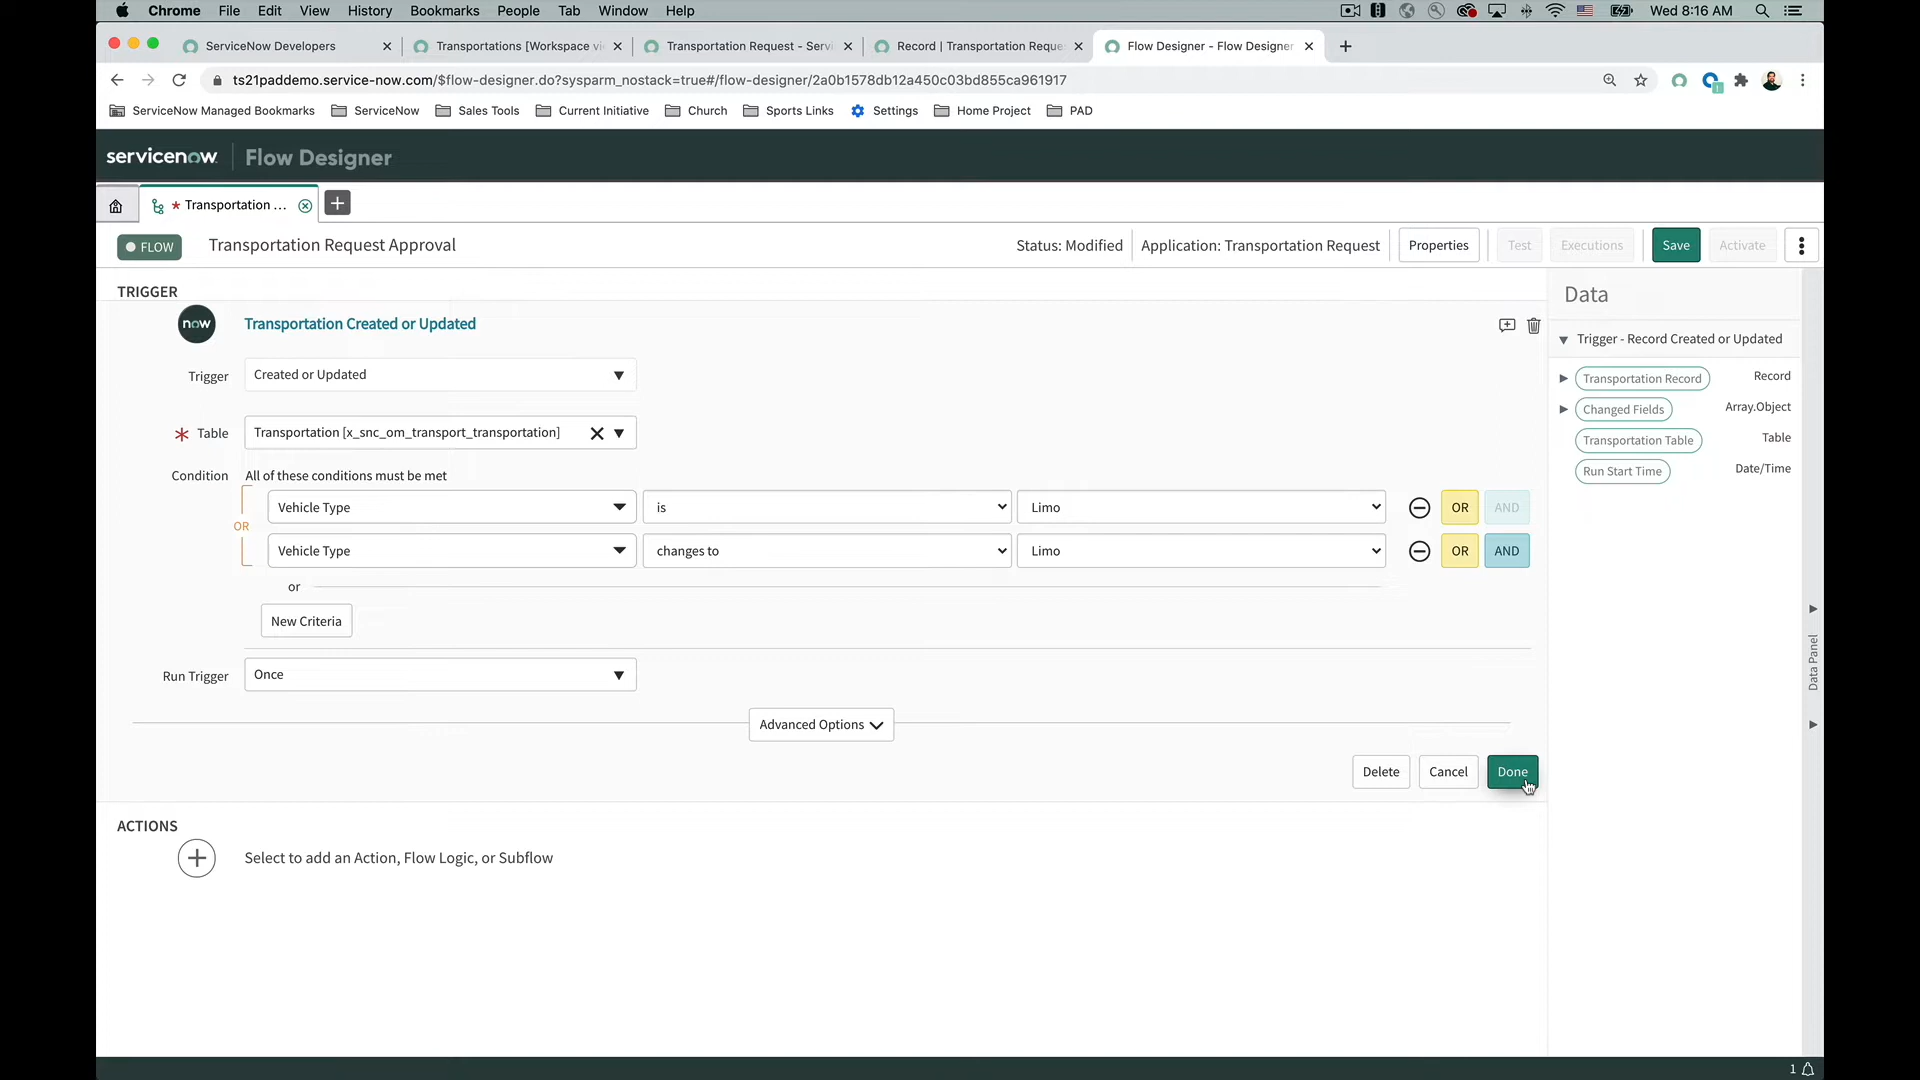 Chrome File Edit View History Bookmarks People Tab Window Help Wed 8:16 AM
ServiceNow Developers Transportations [Workspace vie Transportation Request - Servi Record | Transportation Reques Flow Designer - Flow Designer
ts21paddemo.service-now.com/$flow-designer.do?sysparm_nostack=true#/flow-designer/2a0b1578db12a450c03bd855ca961917
ServiceNow Managed Bookmarks ServiceNow Sales Tools Current Initiative Church Sports Links Settings Home Project PAD
servicenow Flow Designer
* Transportation ...
FLOW Transportation Request Approval Status: Modified Application: Transportation Request Properties Test Executions Save Activate
TRIGGER
now Transportation Created or Updated
Trigger Created or Updated
* Table Transportation [x_snc_om_transport_transportation]
Condition All of these conditions must be met
Vehicle Type is Limo OR AND
OR
Vehicle Type changes to Limo OR AND
or
New Criteria
Run Trigger Once
Advanced Options
Delete Cancel Done
ACTIONS
Select to add an Action, Flow Logic, or Subflow
Data
Trigger - Record Created or Updated
Transportation Record Record
Changed Fields Array.Object
Transportation Table Table
Run Start Time Date/Time
Data Panel
1